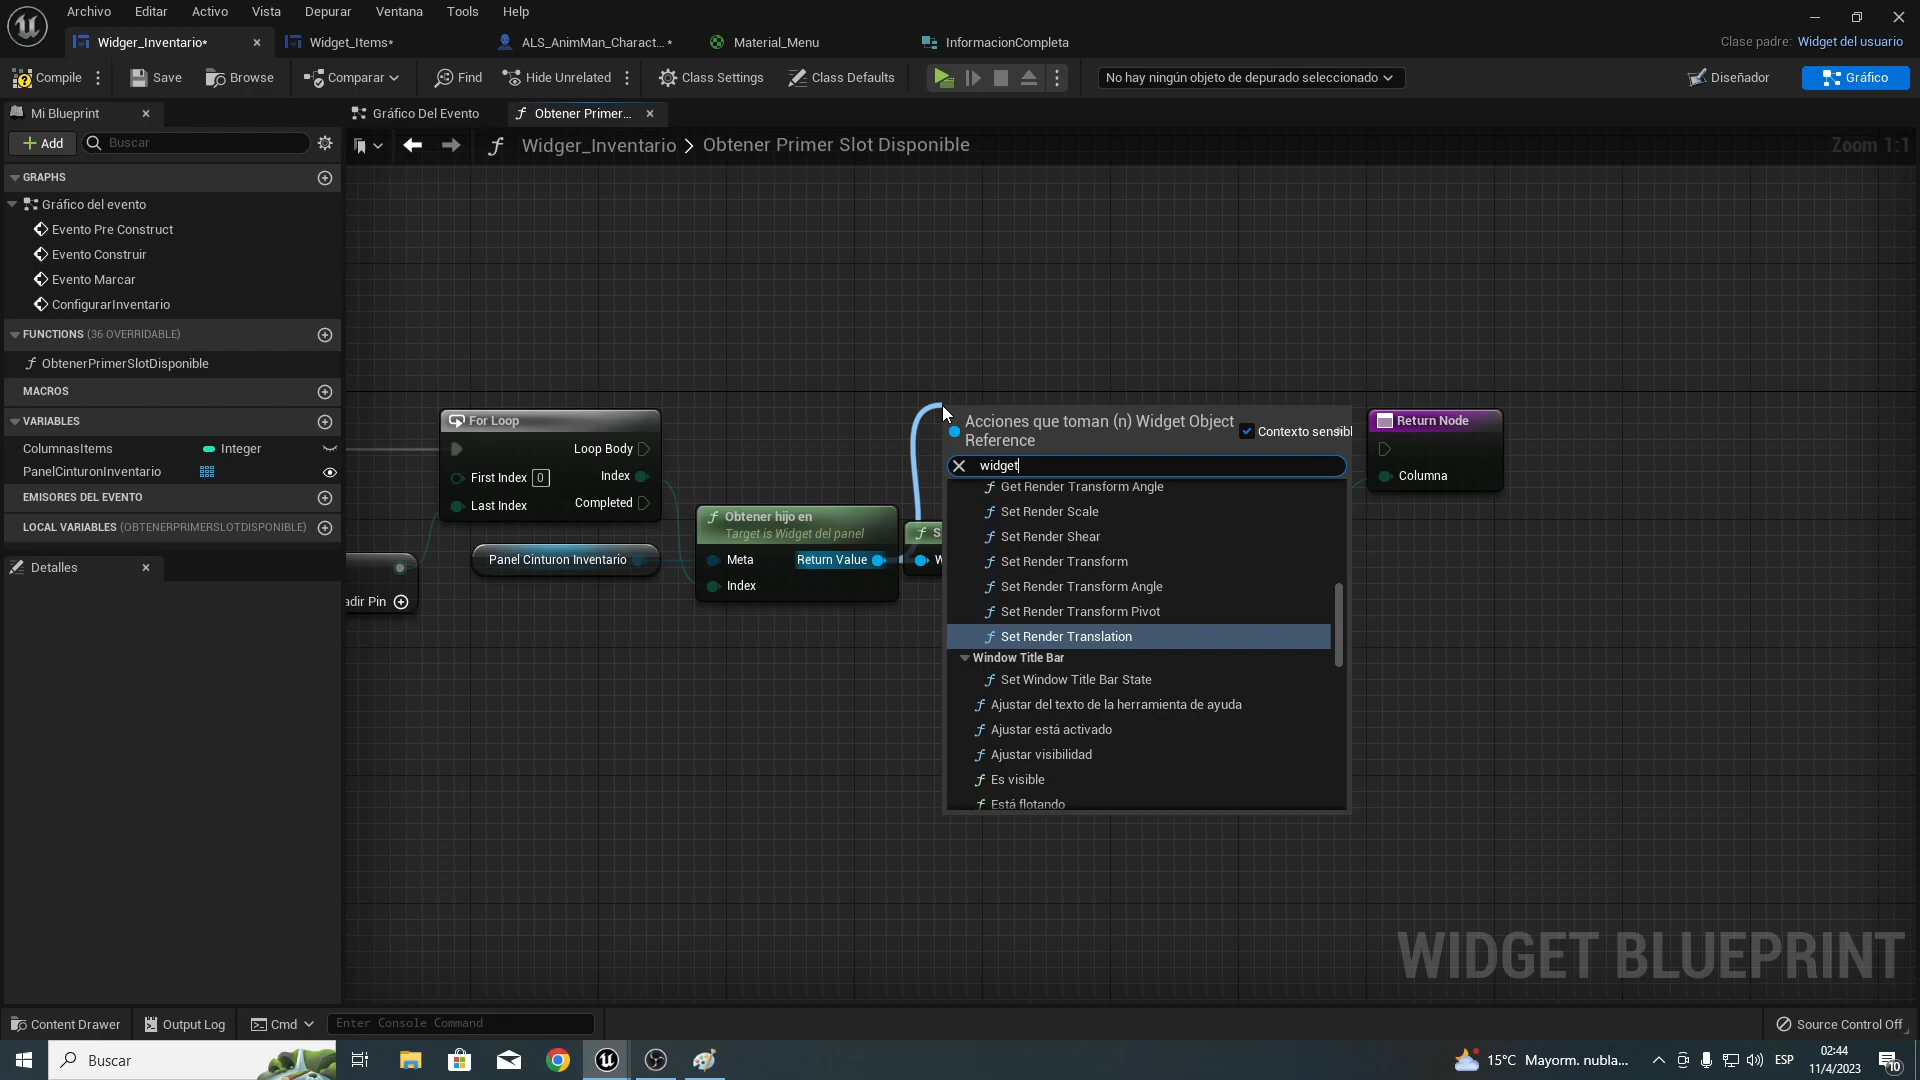 Archivo Editar Activo Vista Depurar Ventana Tools Help
Widger_Inventario* Widget_Items* ALS_AnimMan_Charact... * Material_Menu InformacionCompleta
Clase padre: Widget del usuario
Compile Save Browse Comparar Find Hide Unrelated Class Settings Class Defaults No hay ningún objeto de depurado seleccionado Diseñador Gráfico
Mi Blueprint Gráfico Del Evento Obtener Primer...
Add Buscar
Widger_Inventario > Obtener Primer Slot Disponible Zoom 1:1
GRAPHS
Gráfico del evento
Evento Pre Construct
Evento Construir
Evento Marcar
ConfigurarInventario
FUNCTIONS (36 OVERRIDABLE)
ObtenerPrimerSlotDisponible
MACROS
VARIABLES
ColumnasItems Integer
PanelCinturonInventario
EMISORES DEL EVENTO
LOCAL VARIABLES (OBTENERPRIMERSLOTDISPONIBLE)
Detalles
For Loop
Loop Body
First Index 0 Index
Last Index Completed
Panel Cinturon Inventario
adir Pin
Obtener hijo en
Target is Widget del panel
Meta Return Value
Index
Return Node
Columna
Acciones que toman (n) Widget Object
Reference
Contexto sensibl
widget
Get Render Transform Angle
Set Render Scale
Set Render Shear
Set Render Transform
Set Render Transform Angle
Set Render Transform Pivot
Set Render Translation
Window Title Bar
Set Window Title Bar State
Ajustar del texto de la herramienta de ayuda
Ajustar está activado
Ajustar visibilidad
Es visible
Está flotando
WIDGET BLUEPRINT
Content Drawer Output Log Cmd Enter Console Command Source Control Off
Buscar
15°C Mayorm. nubla... ESP
02:44
11/4/2023
10